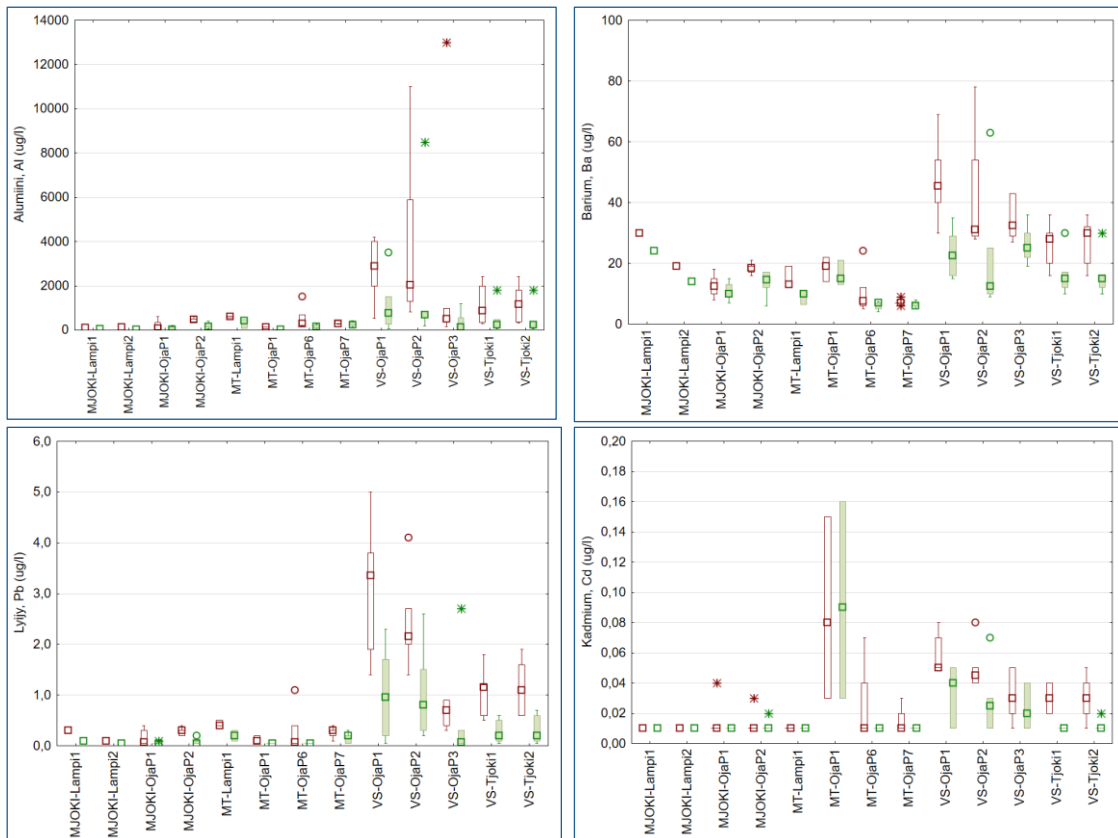 Alumiini, Al (ug/l)
14000
12000
10000
8000
6000
4000
2000
0
MJOKI-Lampi1
MJOKI-Lampi2
MJOKI-OjaP1
MJOKI-OjaP2
MT-Lampi1
MT-OjaP1
MT-OjaP6
MT-OjaP7
VS-OjaP1
VS-OjaP2
VS-OjaP3
VS-Tjoki1
VS-Tjoki2
Barium, Ba (ug/l)
100
80
60
40
20
0
MJOKI-Lampi1
MJOKI-Lampi2
MJOKI-OjaP1
MJOKI-OjaP2
MT-Lampi1
MT-OjaP1
MT-OjaP6
MT-OjaP7
VS-OjaP1
VS-OjaP2
VS-OjaP3
VS-Tjoki1
VS-Tjoki2
Lyijy, Pb (ug/l)
6,0
5,0
4,0
3,0
2,0
1,0
0,0
MJOKI-Lampi1
MJOKI-Lampi2
MJOKI-OjaP1
MJOKI-OjaP2
MT-Lampi1
MT-OjaP1
MT-OjaP6
MT-OjaP7
VS-OjaP1
VS-OjaP2
VS-OjaP3
VS-Tjoki1
VS-Tjoki2
Kadmium, Cd (ug/l)
0,20
0,18
0,16
0,14
0,12
0,10
0,08
0,06
0,04
0,02
0,00
MJOKI-Lampi1
MJOKI-Lampi2
MJOKI-OjaP1
MJOKI-OjaP2
MT-Lampi1
MT-OjaP1
MT-OjaP6
MT-OjaP7
VS-OjaP1
VS-OjaP2
VS-OjaP3
VS-Tjoki1
VS-Tjoki2